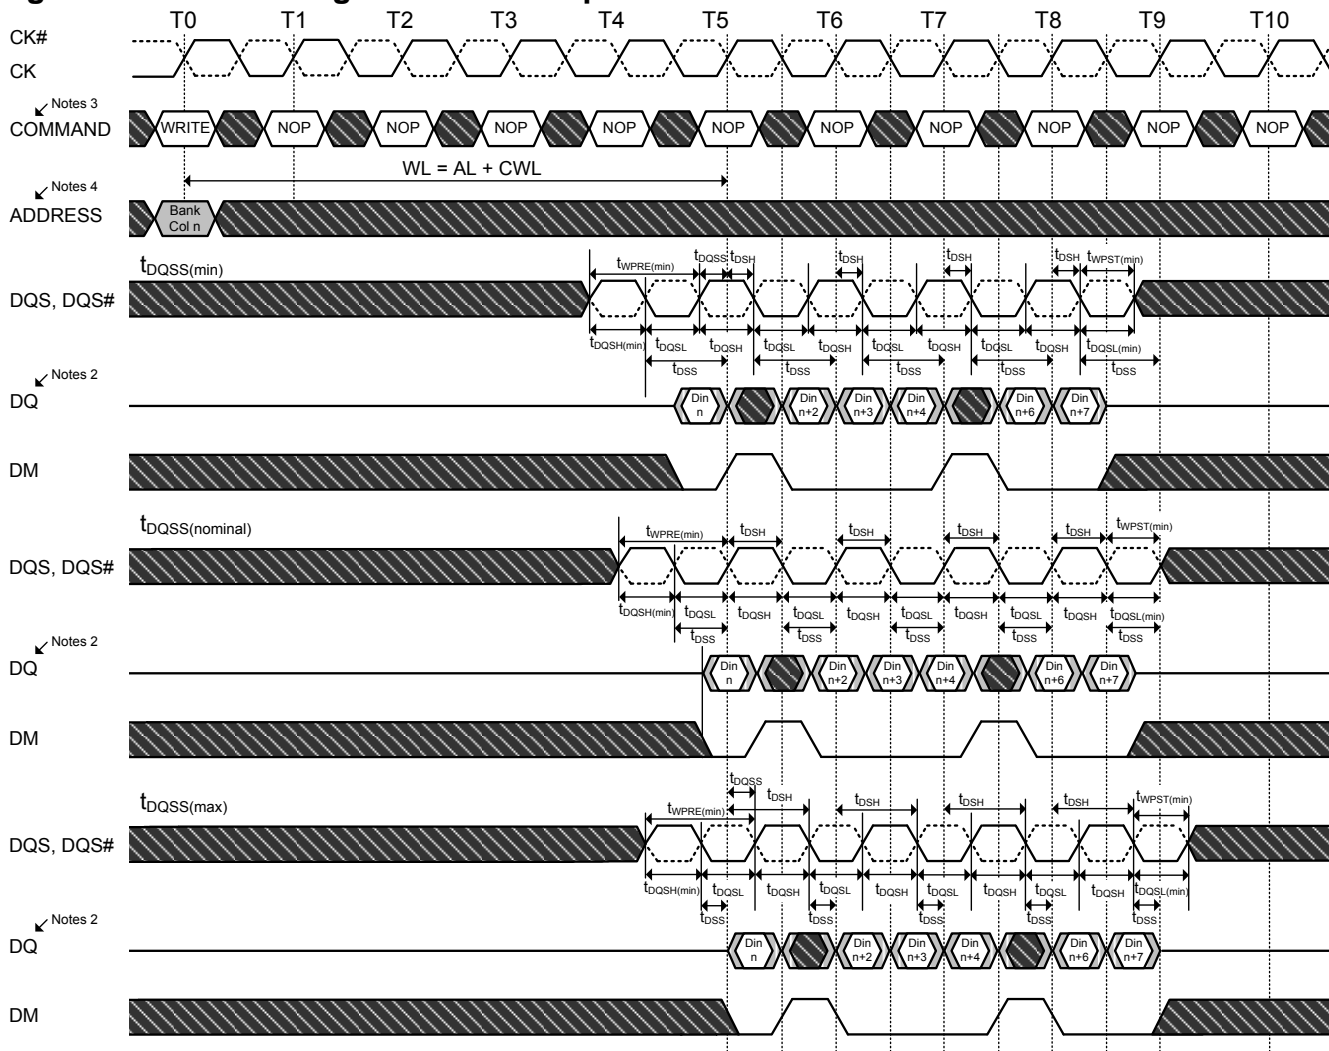 T0 T1 T2 T3 T4 T5 T6 T7 T8 T9 T10
CK#
CK
Notes 3
COMMAND WRITE NOP NOP NOP NOP NOP NOP NOP NOP NOP NOP
WL = AL + CWL
Notes 4
ADDRESS Bank Col n
tDQSS(min) tWPRE(min) tDQSS tDSH tDSH tDSH tDSH tWPST(min)
DQS, DQS#
tDQSH(min) tDQSL tDQSH tDQSL tDQSH tDQSL tDQSH tDQSL tDQSH tDQSL(min)
tDSS tDSS tDSS tDSS tDSS
Notes 2
DQ Din n Din n+2 Din n+3 Din n+4 Din n+6 Din n+7
DM
tDQSS(nominal) tWPRE(min) tDSH tDSH tDSH tDSH tWPST(min)
DQS, DQS#
tDQSH(min) tDQSL tDQSH tDQSL tDQSH tDQSL tDQSH tDQSL tDQSH tDQSL(min)
tDSS tDSS tDSS tDSS tDSS
Notes 2
DQ Din n Din n+2 Din n+3 Din n+4 Din n+6 Din n+7
DM
tDQSS
tDQSS(max) tWPRE(min) tDSH tDSH tDSH tDSH tWPST(min)
DQS, DQS#
tDQSH(min) tDQSL tDQSH tDQSL tDQSH tDQSL tDQSH tDQSL tDQSH tDQSL(min)
tDSS tDSS tDSS tDSS tDSS
Notes 2
DQ Din n Din n+2 Din n+3 Din n+4 Din n+6 Din n+7
DM